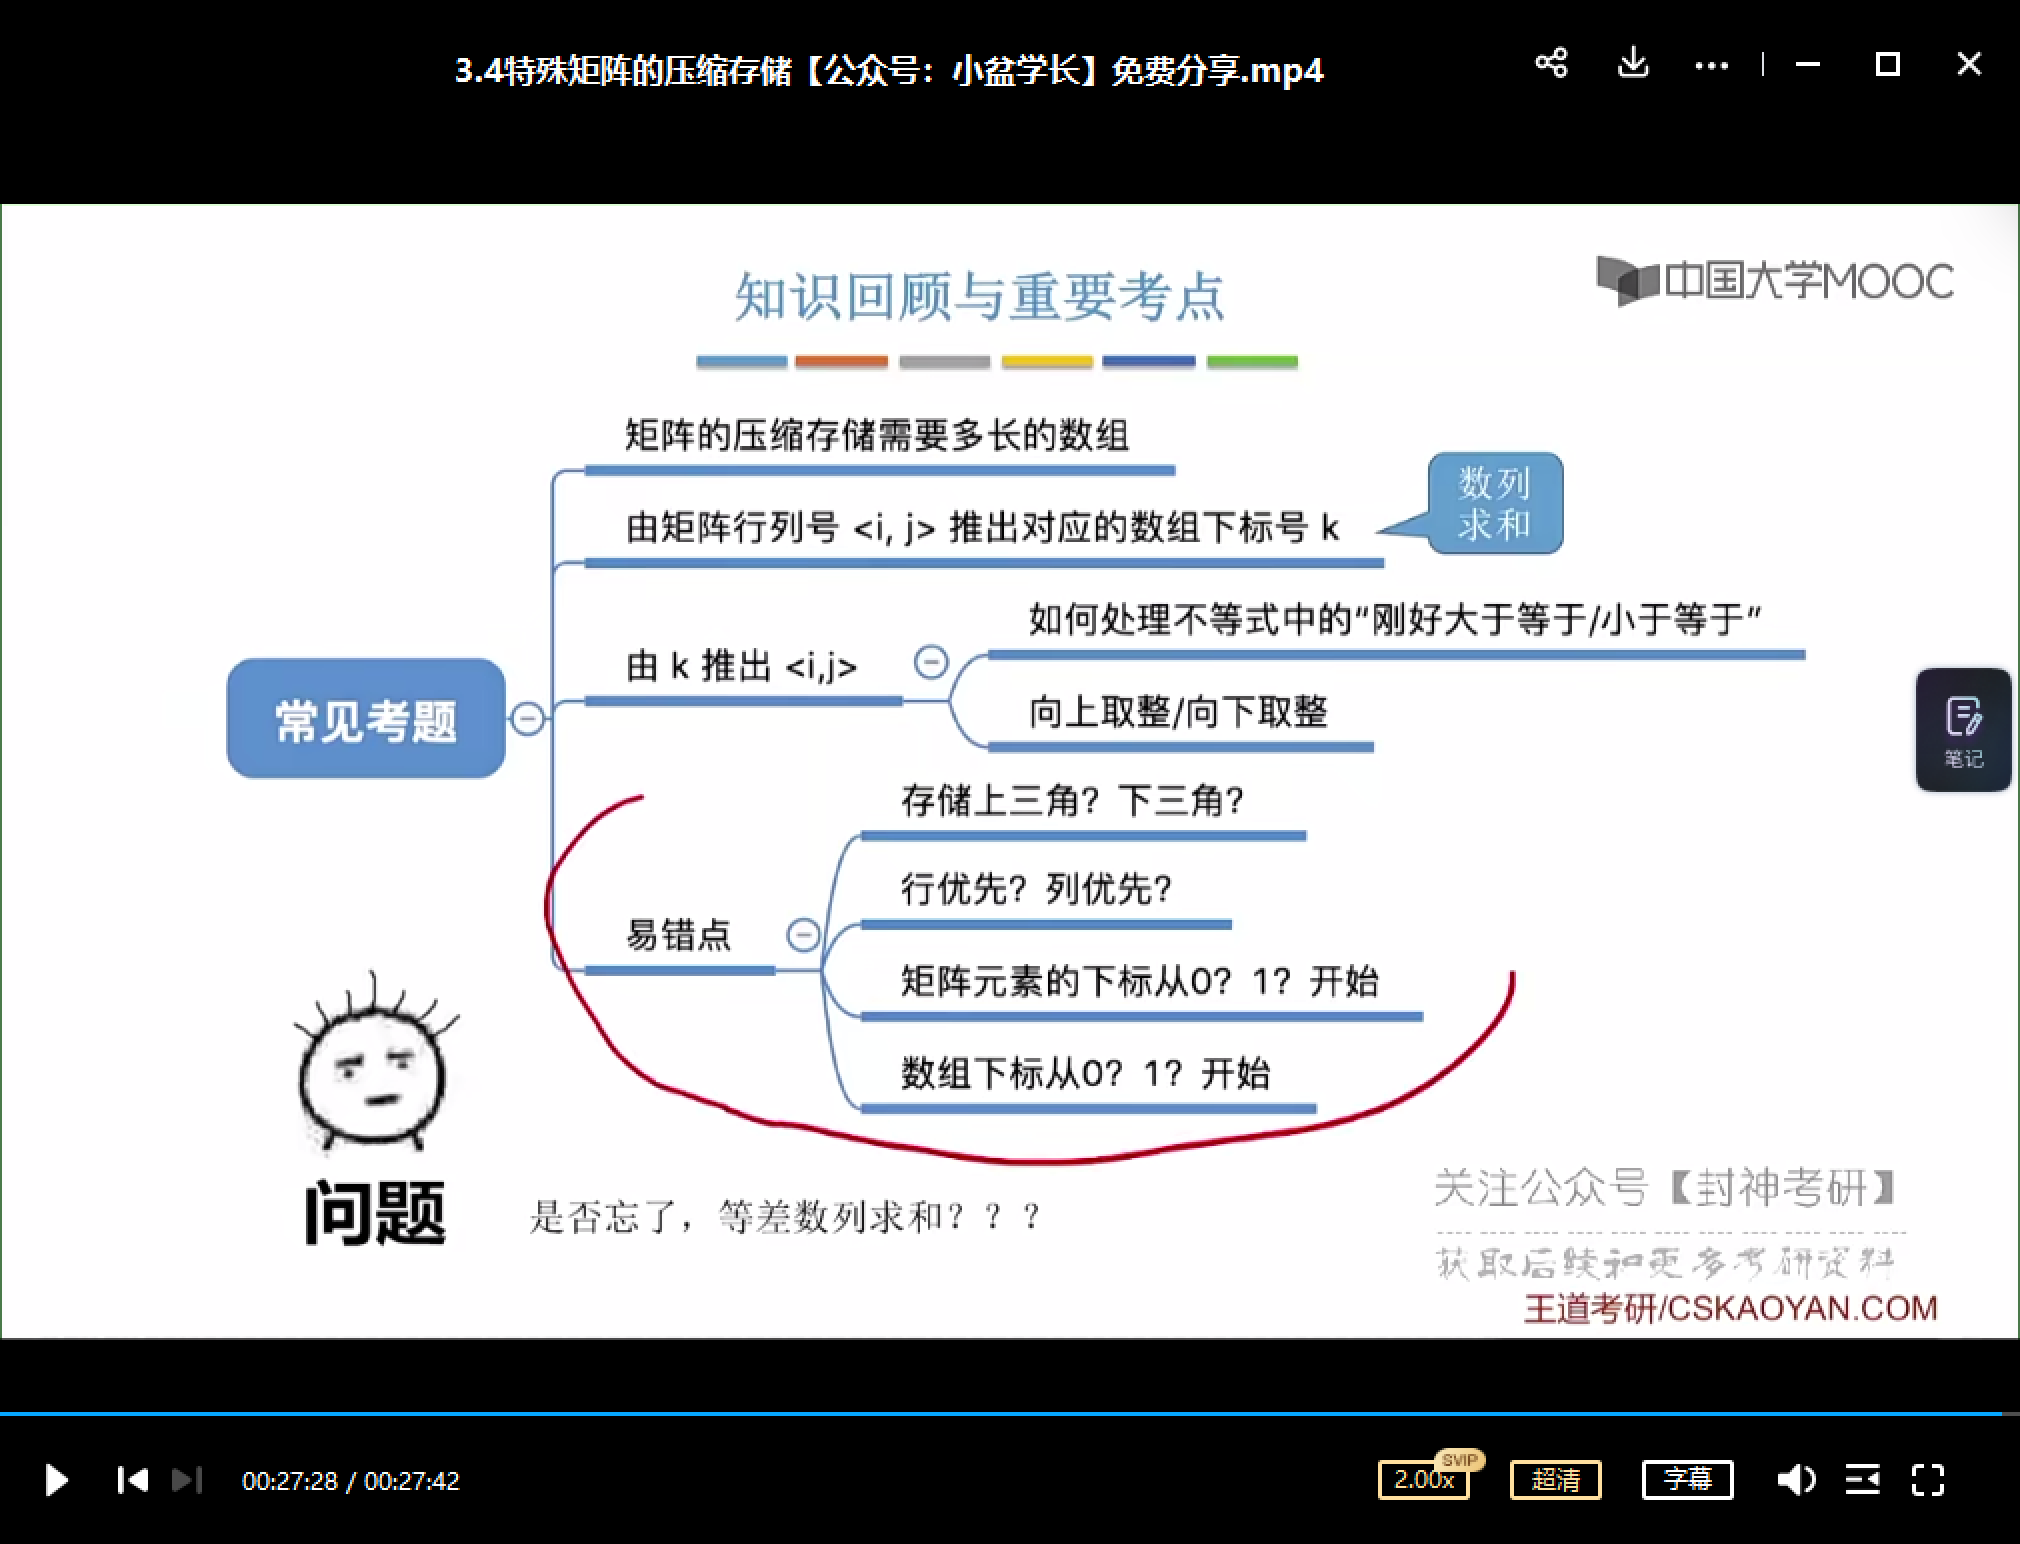 3.4特殊矩阵的压缩存储【公众号：小盆学长】免费分享.mp4
中国大学MOOC
知识回顾与重要考点
矩阵的压缩存储需要多长的数组
由矩阵行列号 <i, j> 推出对应的数组下标号 k
数列
求和
如何处理不等式中的“刚好大于等于/小于等于”
由 k 推出 <i,j>
向上取整/向下取整
常见考题
笔记
存储上三角？下三角？
行优先？列优先？
易错点
矩阵元素的下标从0？1？开始
数组下标从0？1？开始
问题
是否忘了，等差数列求和？？？
关注公众号【封神考研】
获取后续和更多考研资料
王道考研/CSKAOYAN.COM
00:27:28 / 00:27:42
2.00x
SVIP
超清
字幕